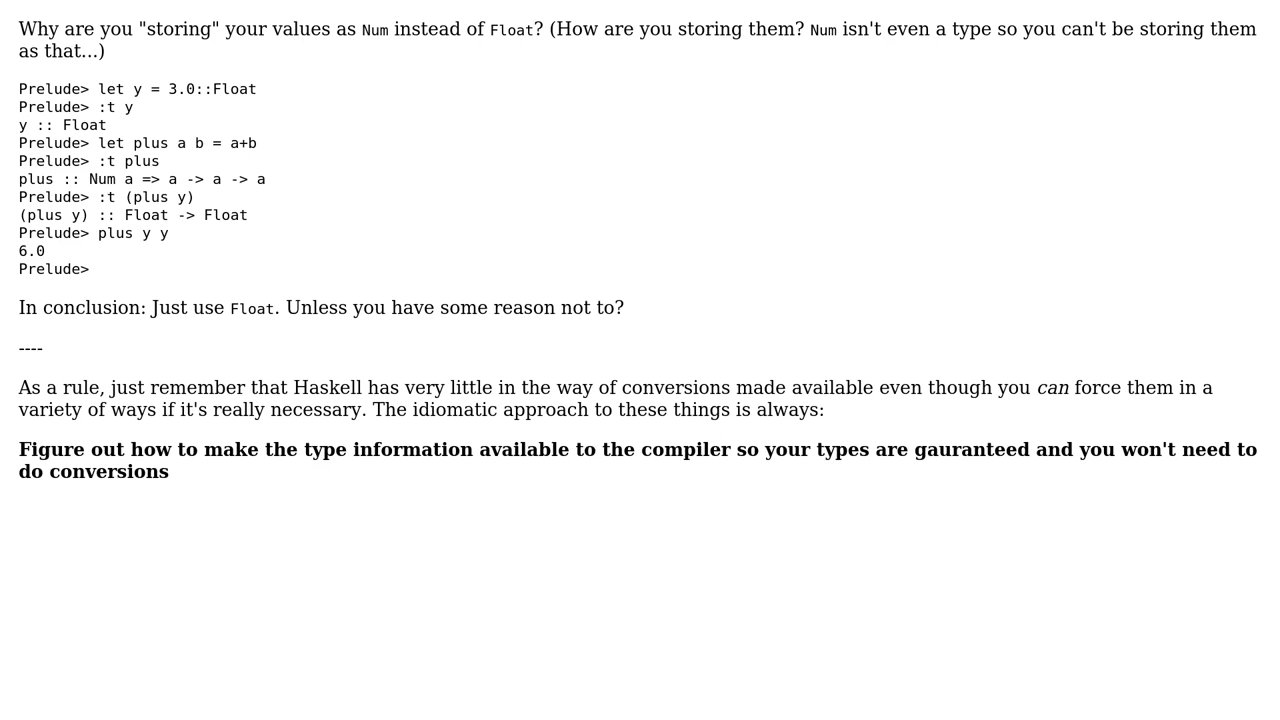 Why are you "storing" your values as Num instead of Float? (How are you storing them? Num isn't even a type so you can't be storing them
as that...)
Prelude> let y = 3.0::Float
Prelude> :t y
y :: Float
Prelude> let plus a b = a+b
Prelude> :t plus
plus :: Num a => a -> a -> a
Prelude> :t (plus y)
(plus y) :: Float -> Float
Prelude> plus y y
6.0
Prelude>
In conclusion: Just use Float. Unless you have some reason not to?
----
As a rule, just remember that Haskell has very little in the way of conversions made available even though you can force them in a
variety of ways if it's really necessary. The idiomatic approach to these things is always:
Figure out how to make the type information available to the compiler so your types are gauranteed and you won't need to
do conversions